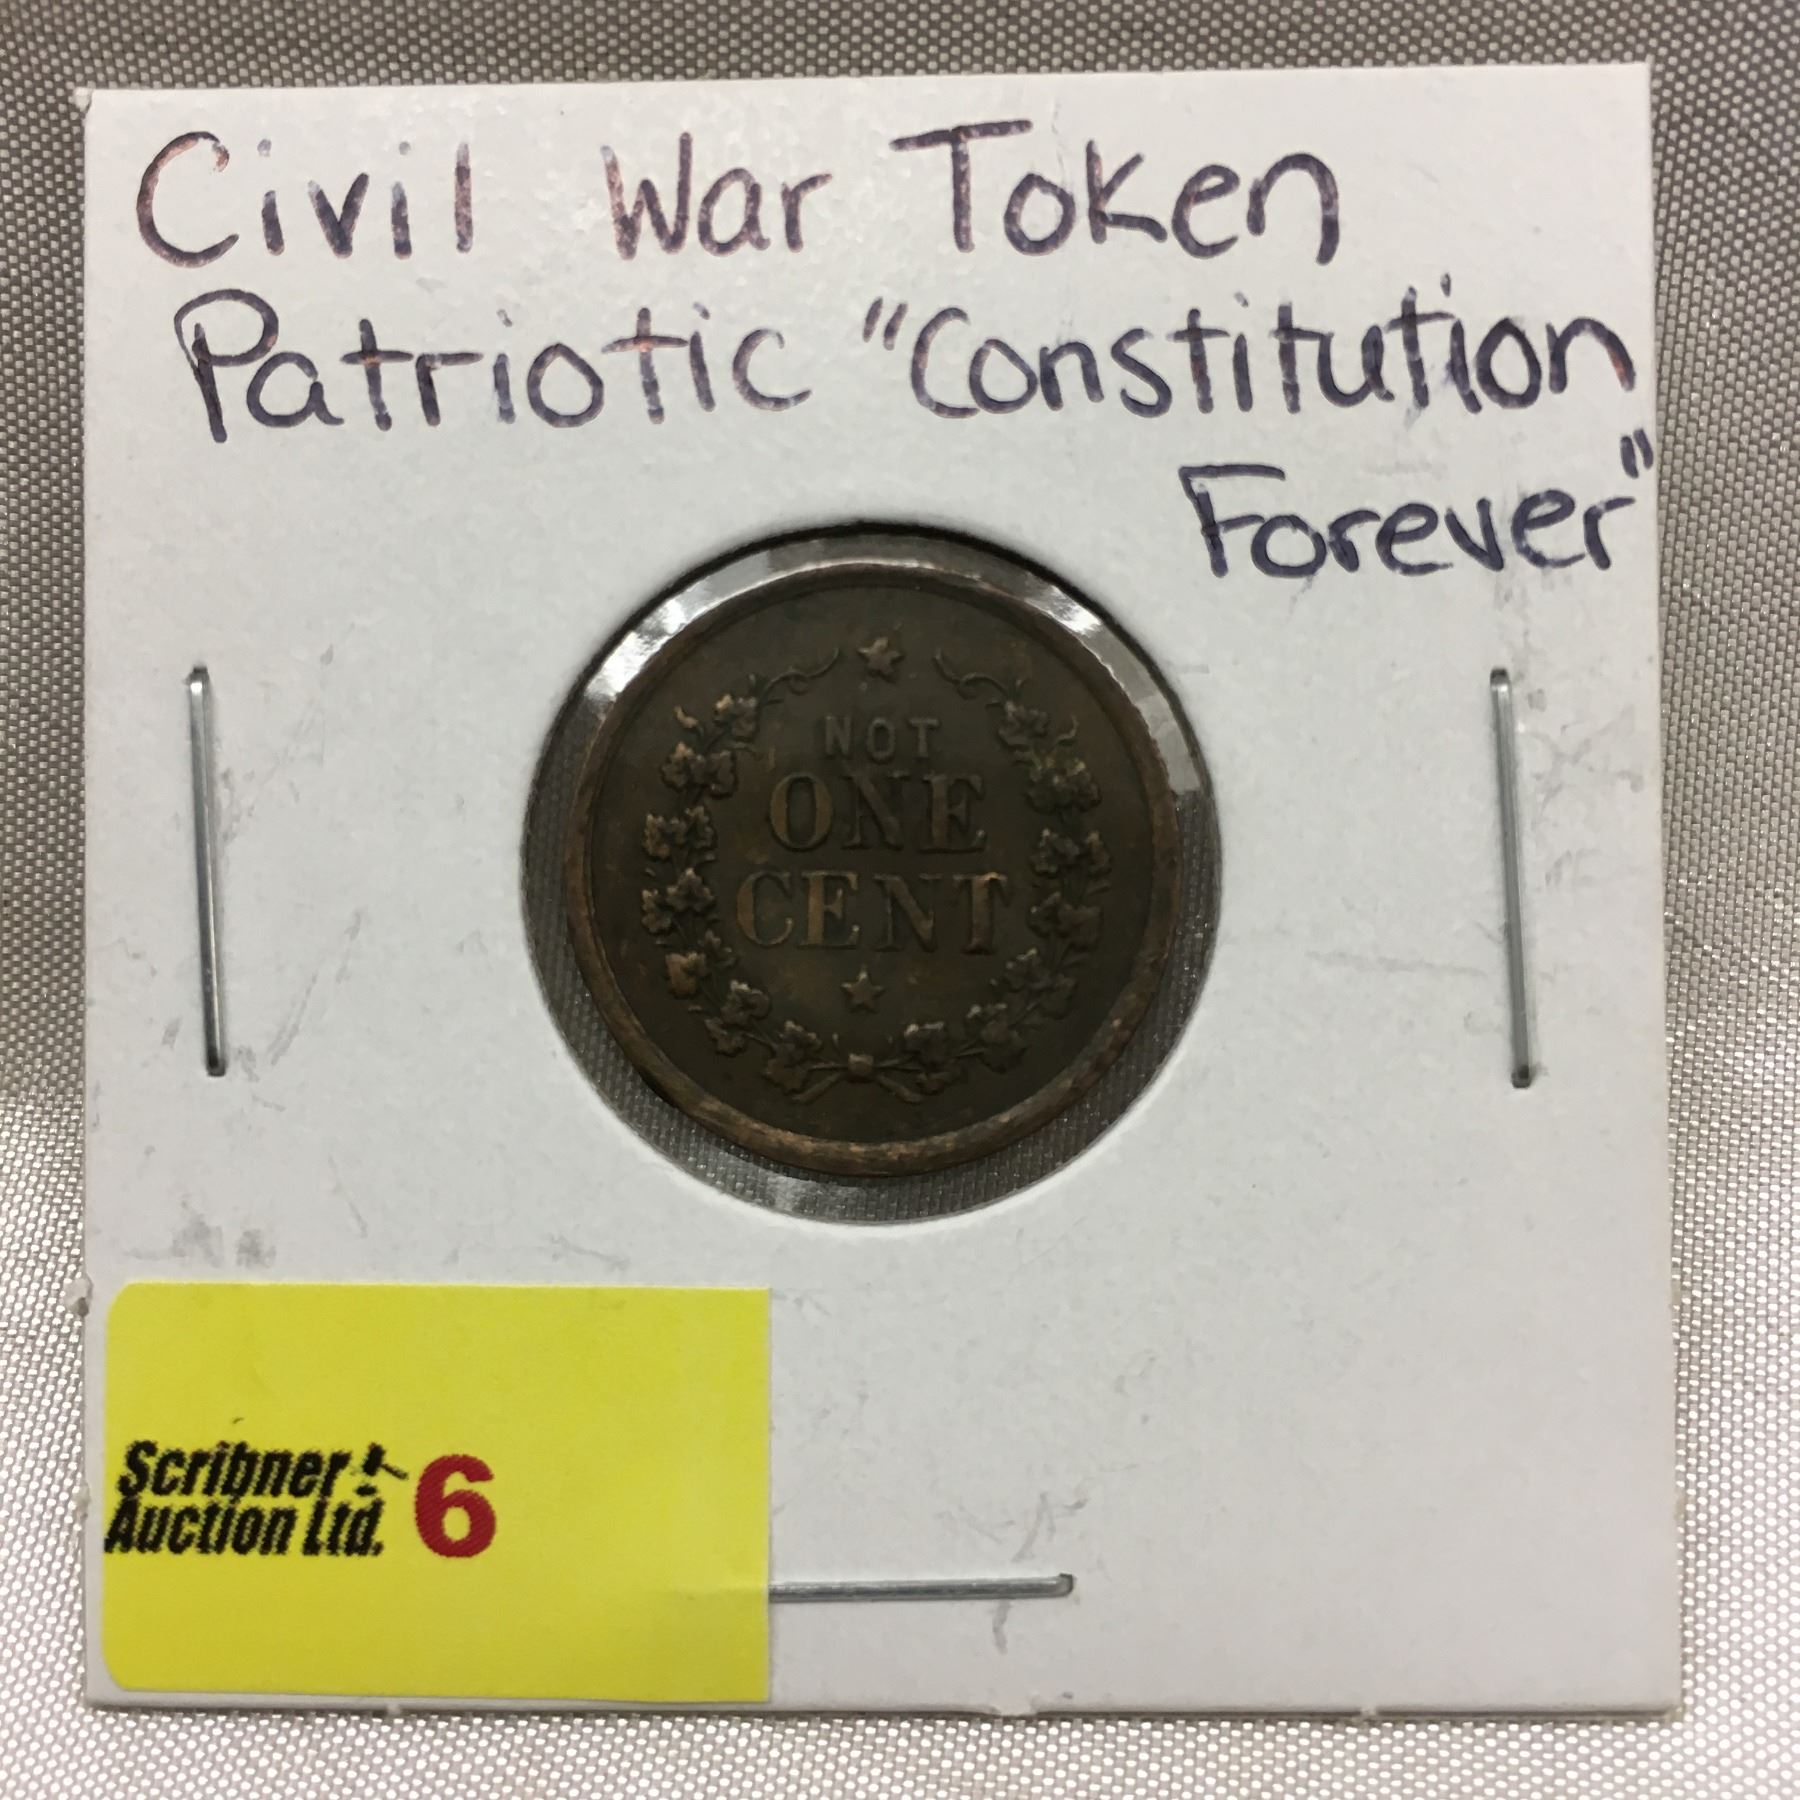 Civil War Token
Patriotic "Constitution
Forever"
NOT
ONE
CENT
Scribner
Auction Ltd.
6